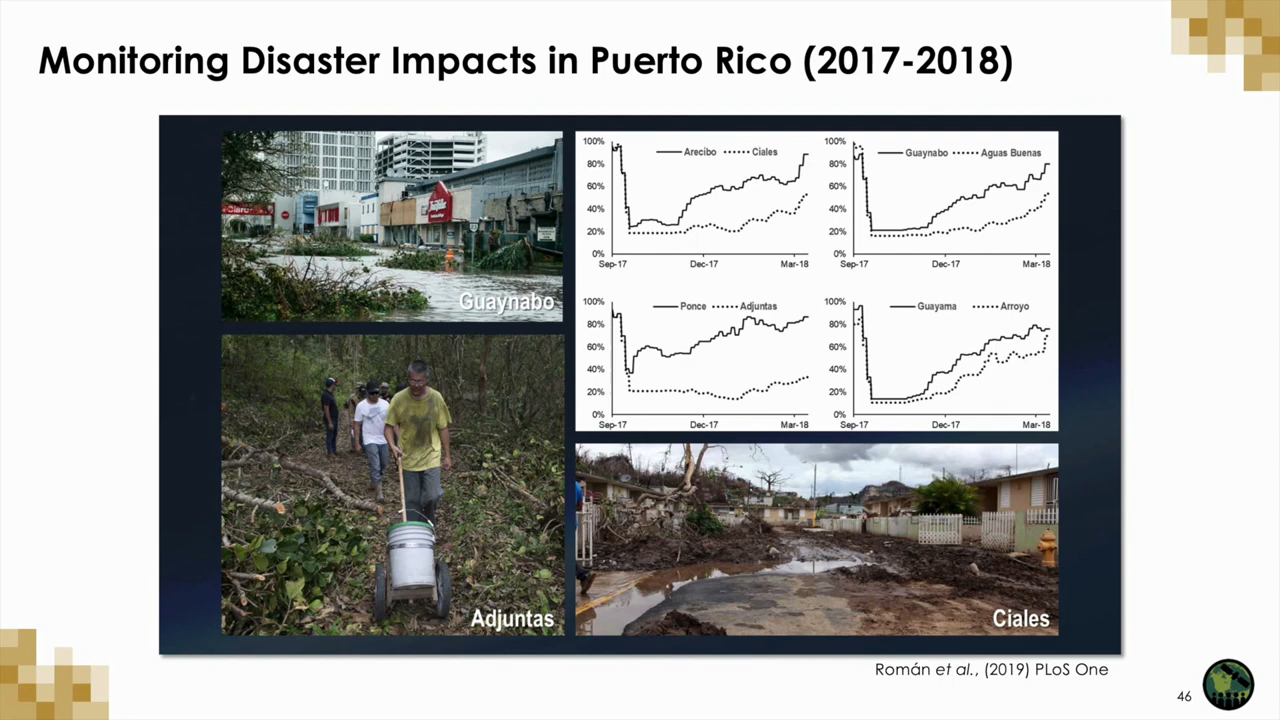 Monitoring Disaster Impacts in Puerto Rico (2017-2018)
Claro
Guaynabo
100%
80%
60%
40%
20%
0%
Arecibo Ciales
Sep-17 Dec-17 Mar-18
100%
80%
60%
40%
20%
0%
Guaynabo Aguas Buenas
Sep-17 Dec-17 Mar-18
100%
80%
60%
40%
20%
0%
Ponce Adjuntas
Sep-17 Dec-17 Mar-18
100%
80%
60%
40%
20%
0%
Guayama Arroyo
Sep-17 Dec-17 Mar-18
Adjuntas
Ciales
Román et al., (2019) PLoS One
46